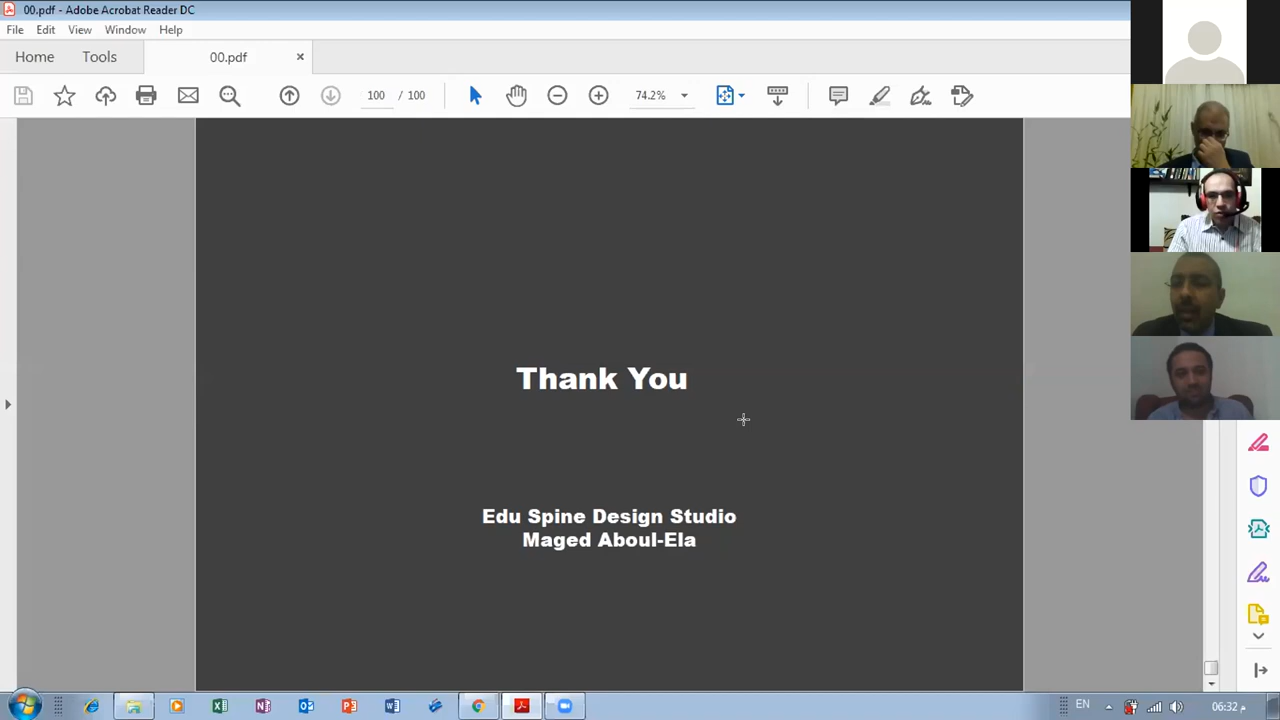 00.pdf - Adobe Acrobat Reader DC
File Edit View Window Help
Home Tools 00.pdf
100 / 100 74.2%
Thank You
Edu Spine Design Studio
Maged Aboul-Ela
EN 06:32 م